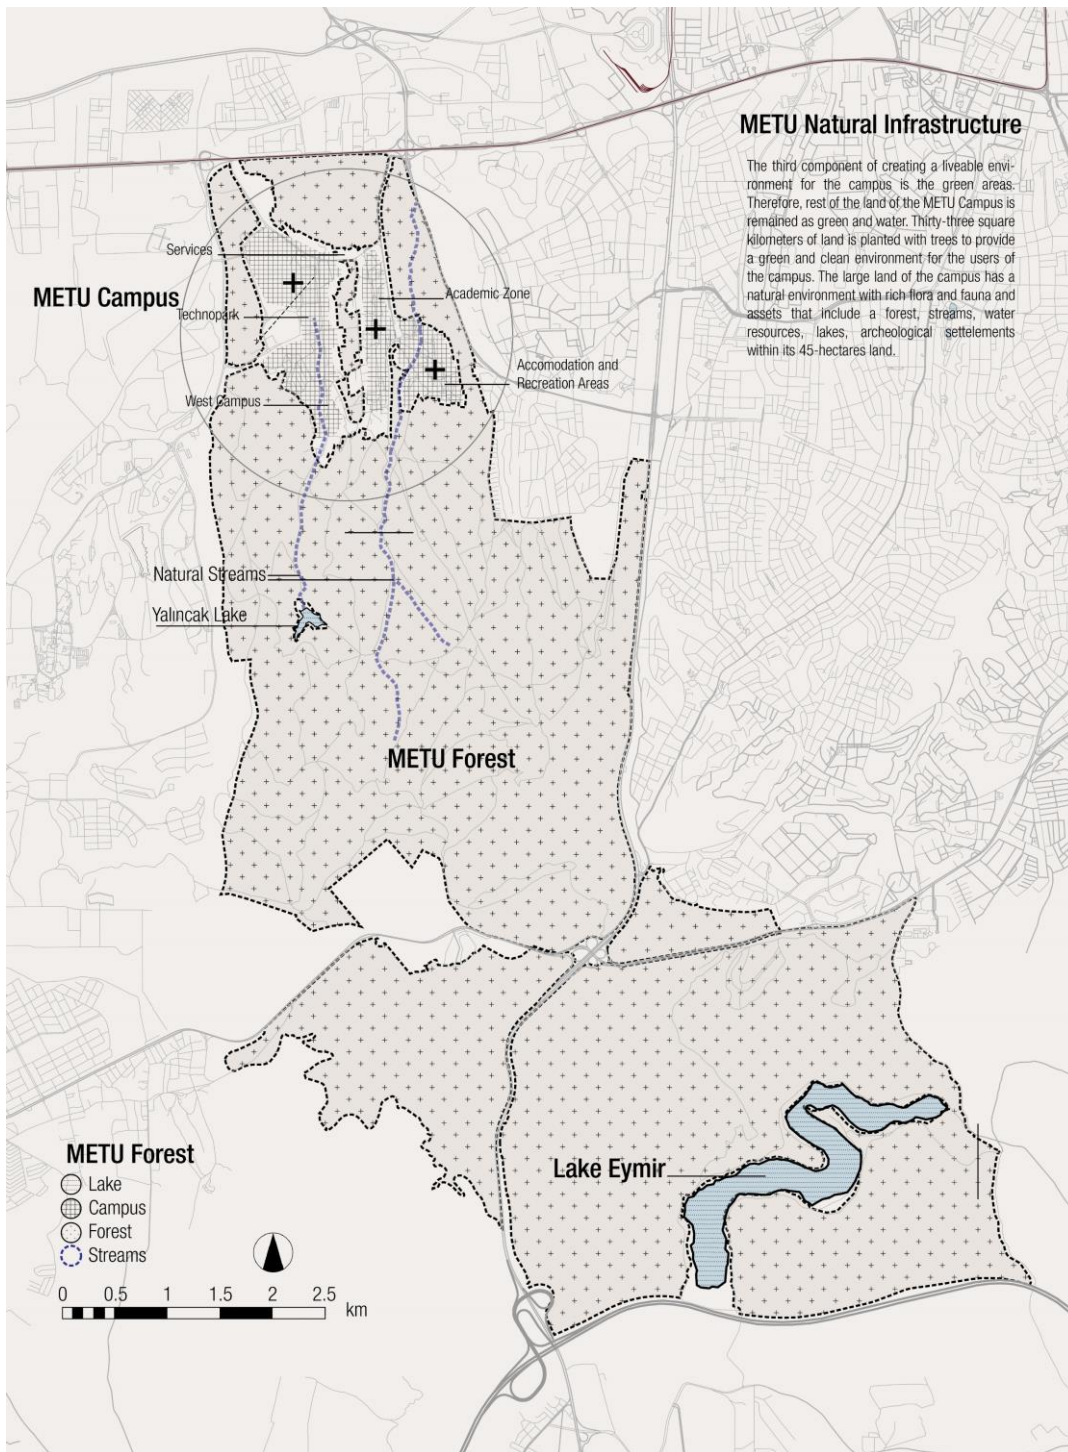 METU Natural Infrastructure
The third component of creating a liveable envi-
ronment for the campus is the green areas.
Therefore, rest of the land of the METU Campus is
remained as green and water. Thirty-three square
kilometers of land is planted with trees to provide
a green and clean environment for the users of
the campus. The large land of the campus has a
natural environment with rich flora and fauna and
assets that include a forest, streams, water
resources, lakes, archeological settelements
within its 45-hectares land.
Services
METU Campus
Academic Zone
Technopark
Accomodation and
Recreation Areas
West Campus
Natural Streams
Yalıncak Lake
METU Forest
Lake Eymir
METU Forest
Lake
Campus
Forest
Streams
0 0.5 1 1.5 2 2.5 km